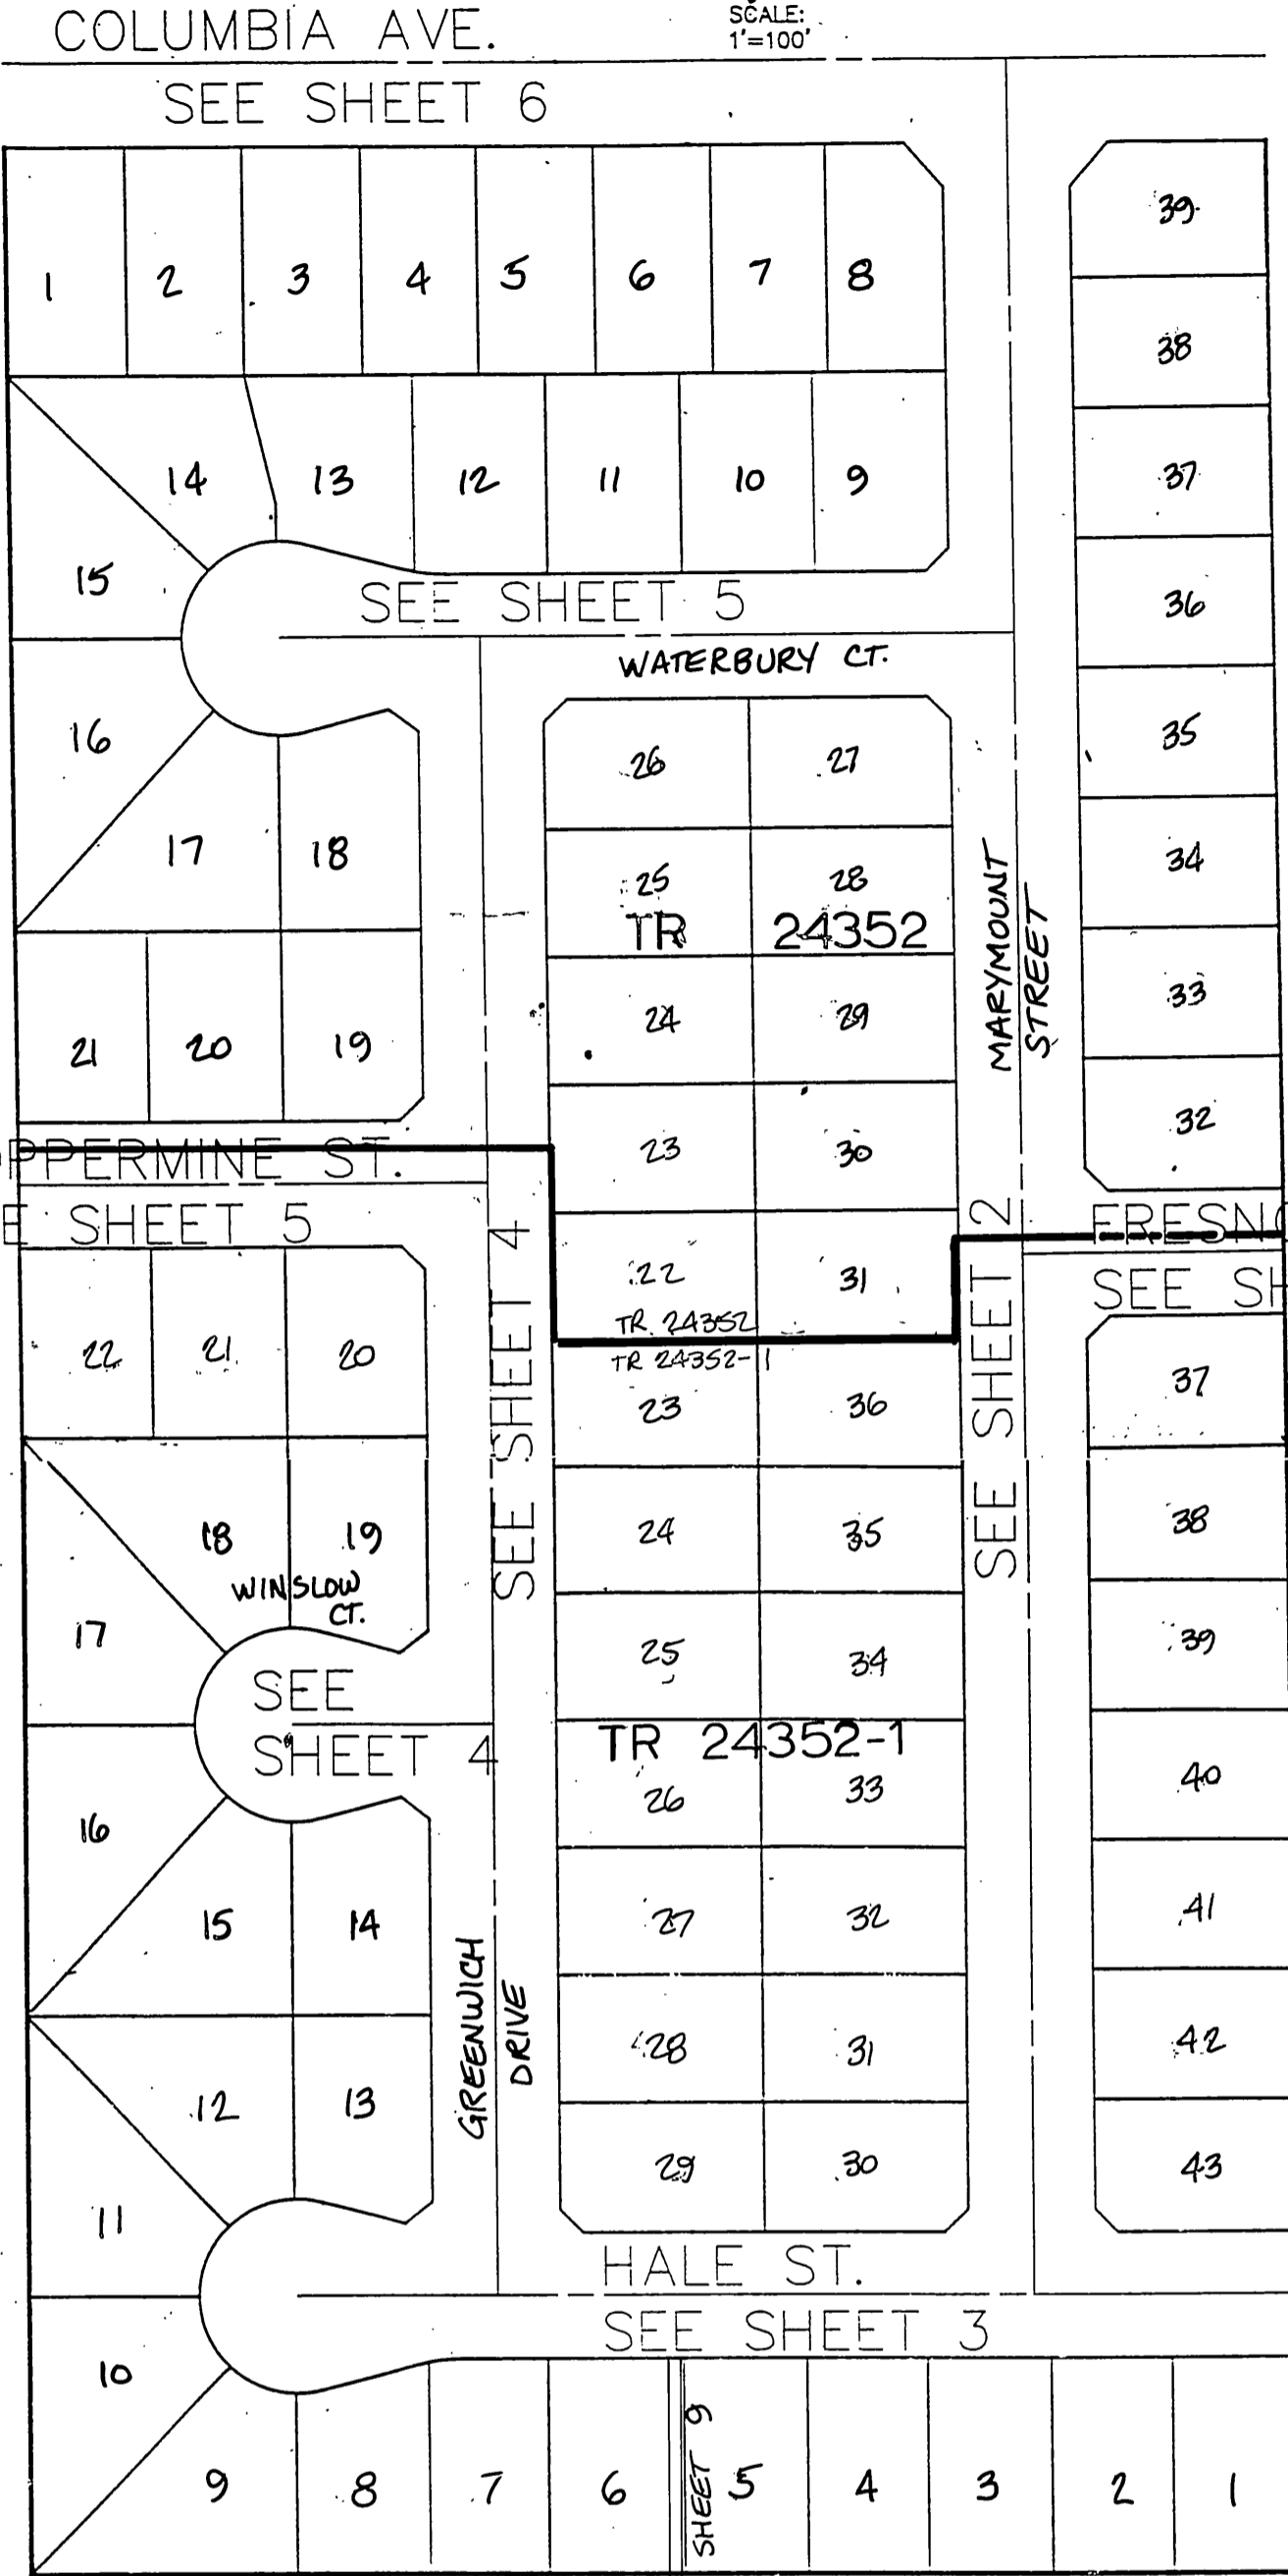 COLUMBIA AVE.
SCALE:
1'=100'
SEE SHEET 6
1 2 3 4 5 6 7 8
39
38
14 13 12 11 10 9
37
15
SEE SHEET 5
36
WATERBURY CT.
16
26 27
35
17 18
25 28
34
TR 24352
MARYMOUNT
STREET
24 29
33
21 20 19
23 30
32
PPERMINE ST.
E SHEET 5
SEE SHEET 4
SEE SHEET 2
FRESNO
SEE SH
22 31
TR. 24352
TR 24352-1
22 21 20
23 36
37
18 19
24 35
38
WINSLOW
CT.
17
25 34
39
SEE
SHEET 4
TR 24352-1
26 33
40
16
15 14
27 32
41
GREENWICH
DRIVE
28 31
42
12 13
29 30
43
11
HALE ST.
SEE SHEET 3
10
SHEET 9
9 8 7 6 5 4 3 2 1